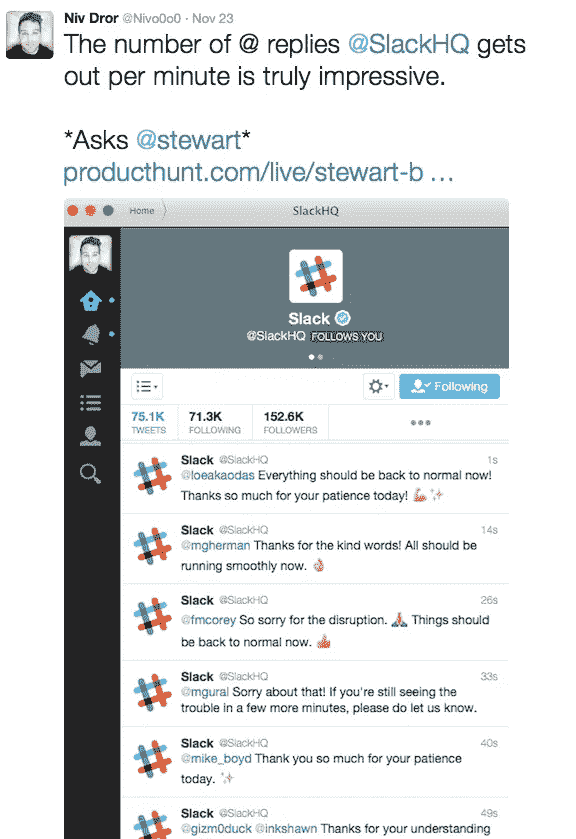 Niv Dror @Nivo0o0 · Nov 23
The number of @ replies @SlackHQ gets
out per minute is truly impressive.
*Asks @stewart*
producthunt.com/live/stewart-b …
Home
SlackHQ
Slack
@SlackHQ FOLLOWS YOU
Following
75.1K 71.3K 152.6K
TWEETS FOLLOWING FOLLOWERS
Slack @SlackHQ 1s
@loeakaodas Everything should be back to normal now!
Thanks so much for your patience today!
Slack @SlackHQ 14s
@mgherman Thanks for the kind words! All should be
running smoothly now.
Slack @SlackHQ 26s
@fmcorey So sorry for the disruption. Things should
be back to normal now.
Slack @SlackHQ 33s
@mgural Sorry about that! If you're still seeing the
trouble in a few more minutes, please do let us know.
Slack @SlackHQ 40s
@mike_boyd Thank you so much for your patience
today.
Slack @SlackHQ 49s
@gizm0duck @inkshawn Thanks for your understanding